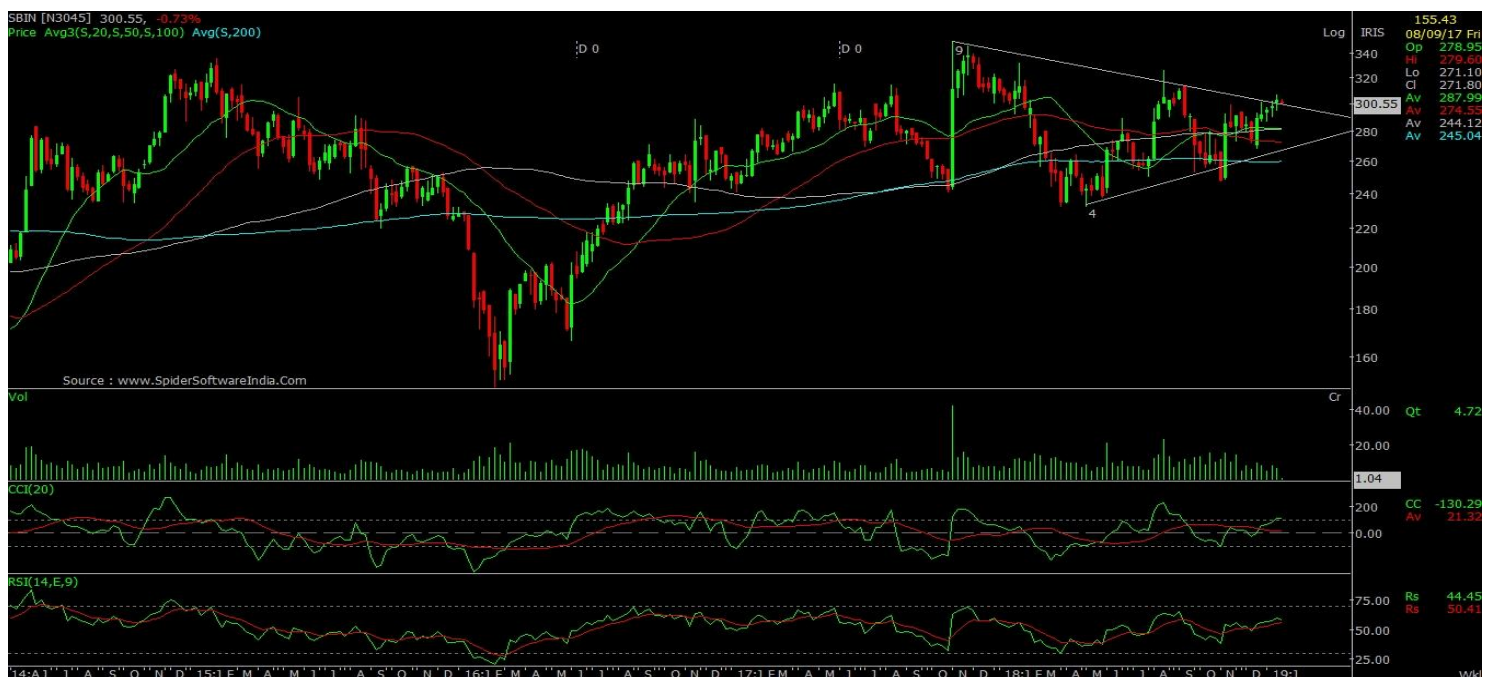 SBIN [N3045] 300.55, -0.73%
Price Avg3(S,20,S,50,S,100) Avg(S,200)
D 0
D 0
Log
IRIS
155.43
08/09/17 Fri
Op 278.95
Hi 279.60
Lo 271.10
Cl 271.80
Av 287.99
Av 274.55
Av 244.12
Av 245.04
340
320
300.55
280
260
240
220
200
180
160
9
4
Source : www.SpiderSoftwareIndia.Com
Vol
Cr
40.00
20.00
1.04
Qt 4.72
CCI(20)
200
0.00
CC -130.29
Av 21.32
RSI(14,E,9)
75.00
50.00
25.00
Rs 44.45
Rs 50.41
A S O N D 15:1 F M A M J J A S O N D 16:1 F M A M J J A S O N D 17:1 F M A M J J A S O N D 18:1 F M A M J J A S O N D 19:1